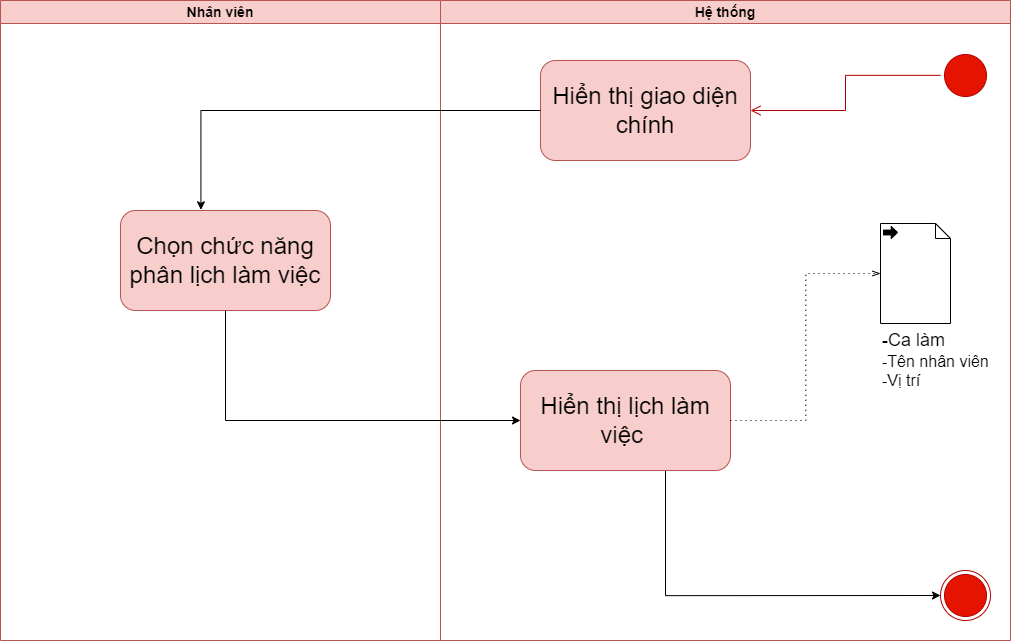 Nhân viên
Hệ thống
Hiển thị giao diện
chính
Chọn chức năng
phân lịch làm việc
-Ca làm
-Tên nhân viên
-Vị trí
Hiển thị lịch làm
việc